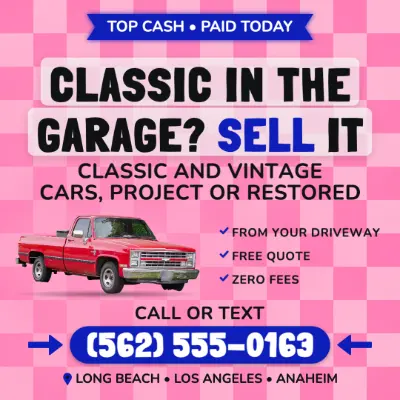 TOP CASH • PAID TODAY
CLASSIC IN THE
GARAGE? SELL IT
CLASSIC AND VINTAGE
CARS, PROJECT OR RESTORED
FROM YOUR DRIVEWAY
FREE QUOTE
ZERO FEES
CALL OR TEXT
(562) 555-0163
LONG BEACH • LOS ANGELES • ANAHEIM